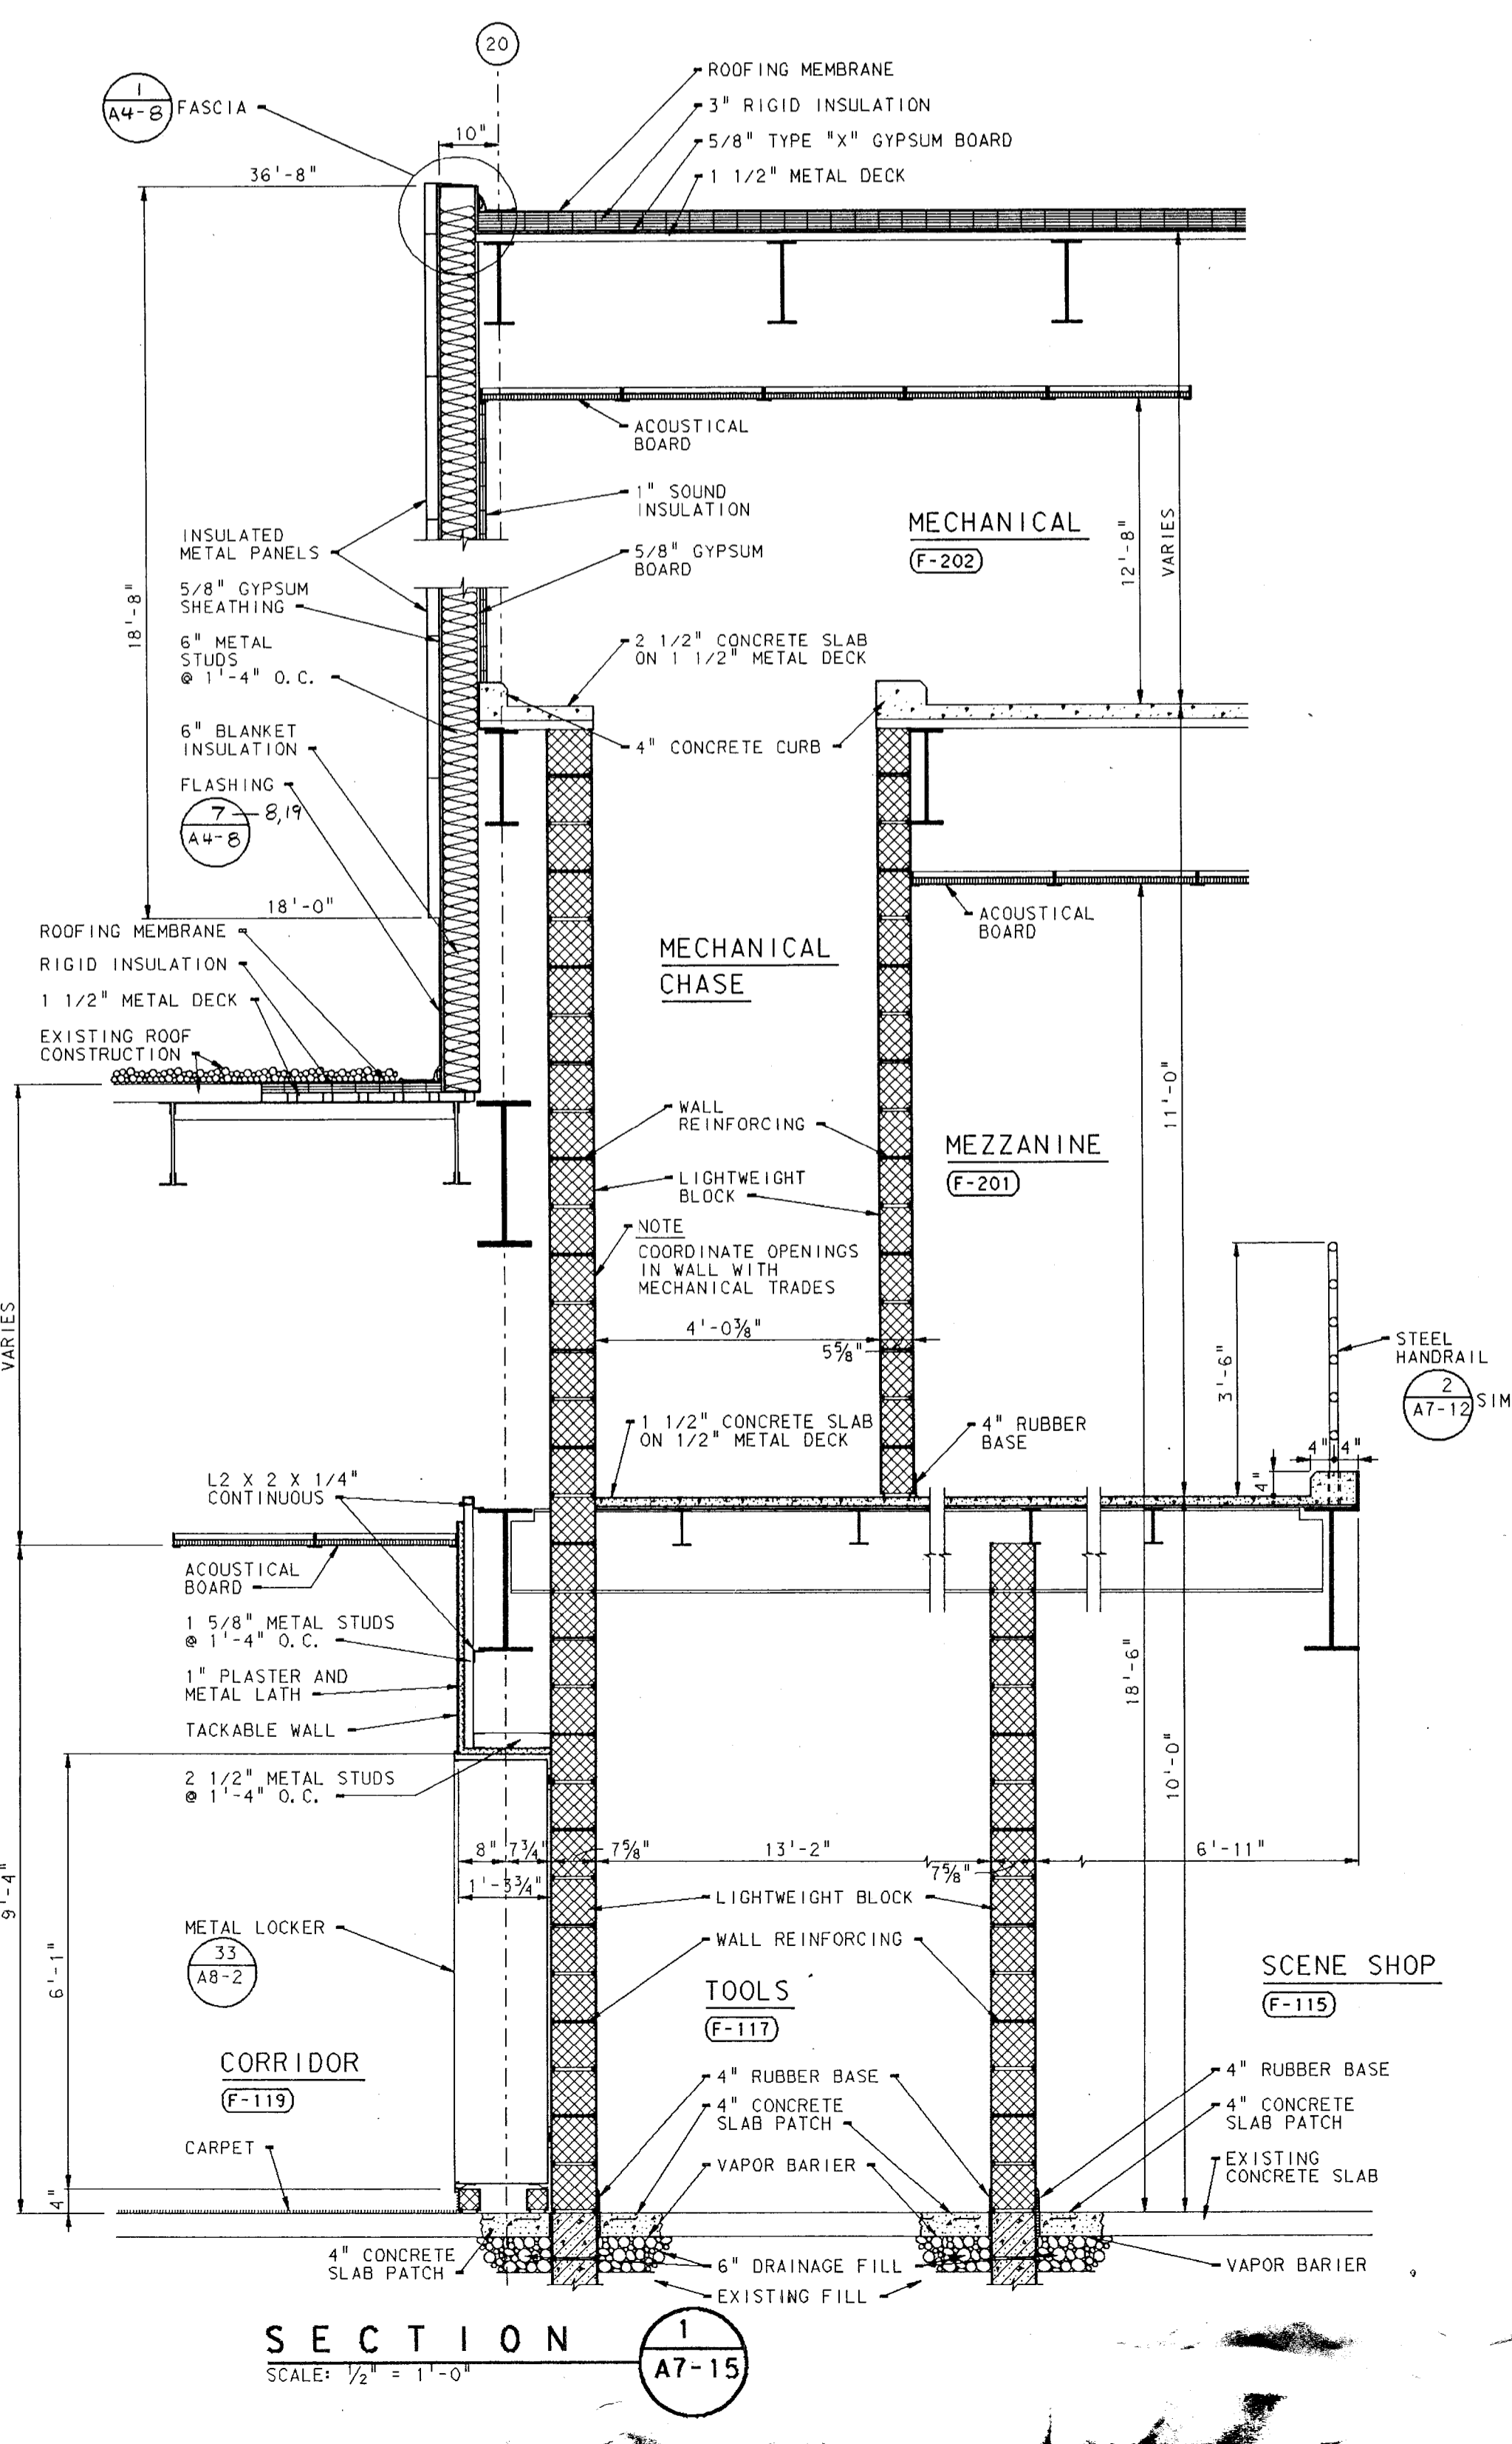 20
1
A4-8
FASCIA
10"
ROOFING MEMBRANE
3" RIGID INSULATION
5/8" TYPE "X" GYPSUM BOARD
1 1/2" METAL DECK
36'-8"
ACOUSTICAL
BOARD
1" SOUND
INSULATION
MECHANICAL
F-202
12'-8"
VARIES
INSULATED
METAL PANELS
5/8" GYPSUM
BOARD
18'-8"
5/8" GYPSUM
SHEATHING
6" METAL
STUDS
@ 1'-4" O.C.
2 1/2" CONCRETE SLAB
ON 1 1/2" METAL DECK
6" BLANKET
INSULATION
4" CONCRETE CURB
FLASHING
7 8,19
A4-8
18'-0"
ROOFING MEMBRANE
RIGID INSULATION
1 1/2" METAL DECK
EXISTING ROOF
CONSTRUCTION
ACOUSTICAL
BOARD
MECHANICAL
CHASE
11'-0"
WALL
REINFORCING
MEZZANINE
F-201
LIGHTWEIGHT
BLOCK
NOTE
COORDINATE OPENINGS
IN WALL WITH
MECHANICAL TRADES
VARIES
4'-0⅜"
5⅝"
3'-6"
STEEL
HANDRAIL
2
A7-12
SIM
1 1/2" CONCRETE SLAB
ON 1/2" METAL DECK
4" RUBBER
BASE
4" 4"
4"
L2 X 2 X 1/4"
CONTINUOUS
ACOUSTICAL
BOARD
1 5/8" METAL STUDS
@ 1'-4" O.C.
1" PLASTER AND
METAL LATH
TACKABLE WALL
2 1/2" METAL STUDS
@ 1'-4" O.C.
18'-6"
10'-0"
8" 7¾" 7⅝" 13'-2" 7⅝" 6'-11"
1'-3¾"
9'-4"
6'-1"
4"
LIGHTWEIGHT BLOCK
METAL LOCKER
33
A8-2
WALL REINFORCING
TOOLS
F-117
SCENE SHOP
F-115
CORRIDOR
F-119
CARPET
4" RUBBER BASE
4" CONCRETE
SLAB PATCH
VAPOR BARIER
4" RUBBER BASE
4" CONCRETE
SLAB PATCH
EXISTING
CONCRETE SLAB
4" CONCRETE
SLAB PATCH
6" DRAINAGE FILL
EXISTING FILL
VAPOR BARIER
SECTION
SCALE: ½" = 1'-0"
1
A7-15